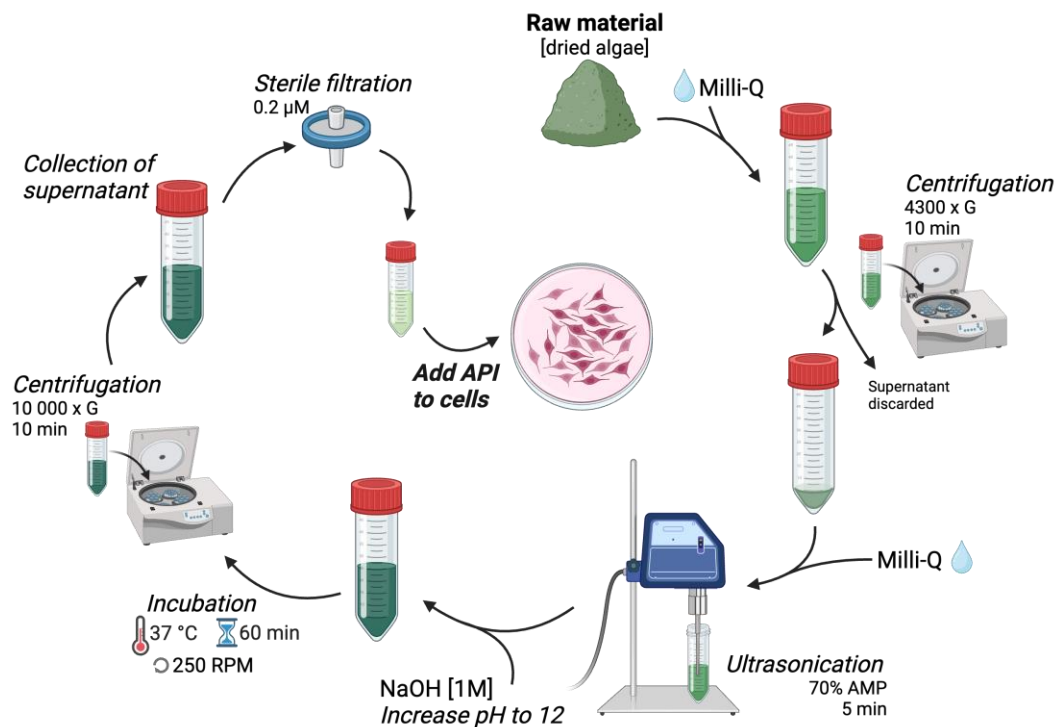 Raw material
[dried algae]
Milli-Q
Centrifugation
4300 x G
10 min
Supernatant
discarded
Milli-Q
Ultrasonication
70% AMP
5 min
NaOH [1M]
Increase pH to 12
Incubation
37 °C
60 min
250 RPM
Centrifugation
10 000 x G
10 min
Collection of
supernatant
Sterile filtration
0.2 µM
Add API
to cells